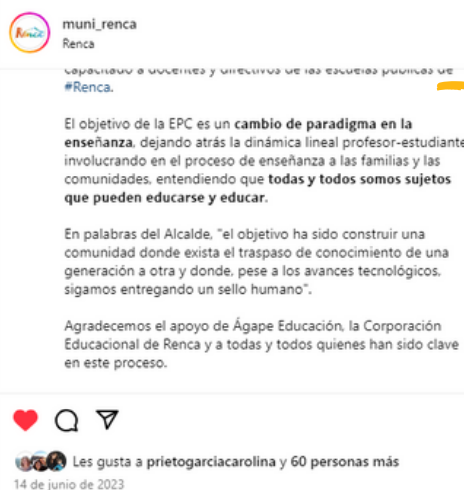 muni_renca
Renca
Renca
capacitado a docentes y directivos de las escuelas públicas de
#Renca.
El objetivo de la EPC es un cambio de paradigma en la
enseñanza, dejando atrás la dinámica lineal profesor-estudiante
involucrando en el proceso de enseñanza a las familias y las
comunidades, entendiendo que todas y todos somos sujetos
que pueden educarse y educar.
En palabras del Alcalde, "el objetivo ha sido construir una
comunidad donde exista el traspaso de conocimiento de una
generación a otra y donde, pese a los avances tecnológicos,
sigamos entregando un sello humano".
Agradecemos el apoyo de Ágape Educación, la Corporación
Educacional de Renca y a todas y todos quienes han sido clave
en este proceso.
Les gusta a prietogarciacarolina y 60 personas más
14 de junio de 2023